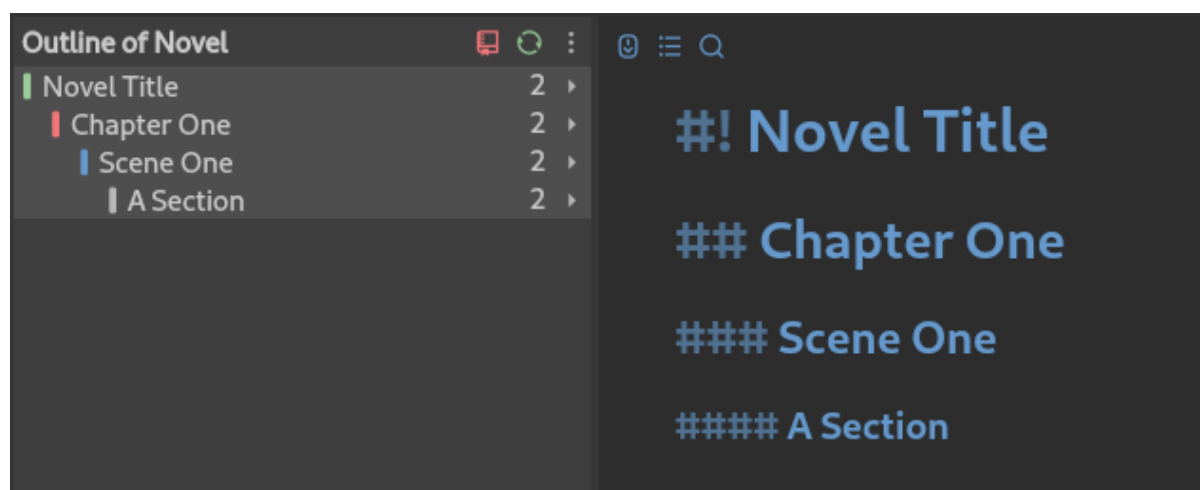 Outline of Novel
Novel Title 2
Chapter One 2
Scene One 2
A Section 2
#! Novel Title
## Chapter One
### Scene One
#### A Section